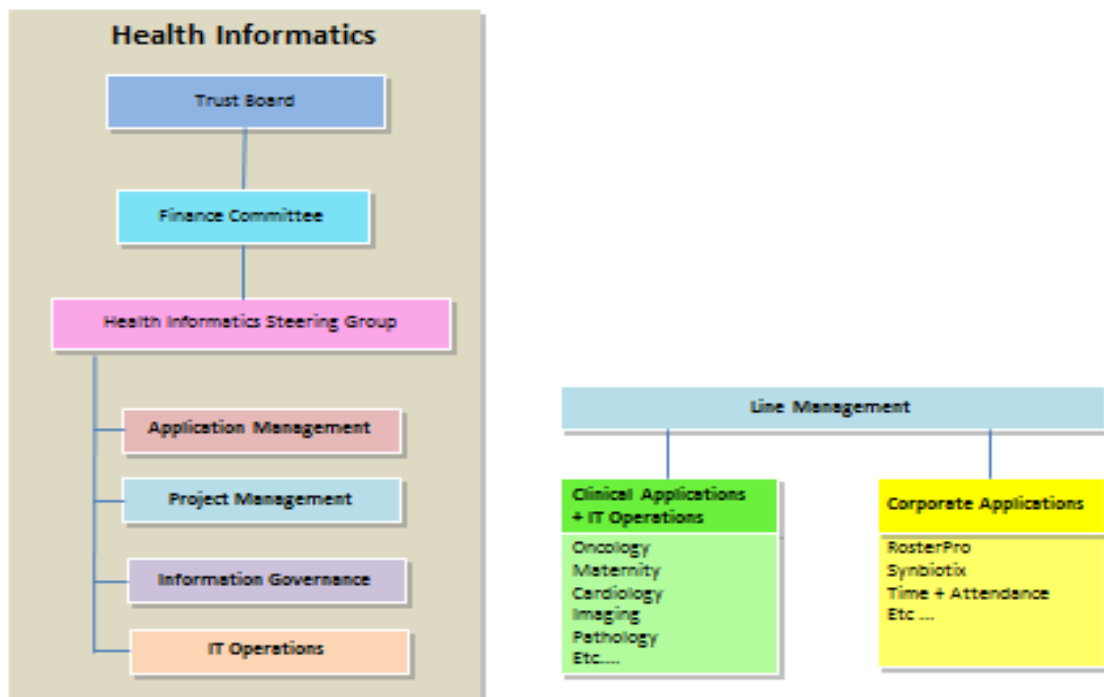 Health Informatics
Trust Board
Finance Committee
Health Informatics Steering Group
Application Management
Project Management
Information Governance
IT Operations
Line Management
Clinical Applications
+ IT Operations
Oncology
Maternity
Cardiology
Imaging
Pathology
Etc....
Corporate Applications
RosterPro
Synbiotix
Time + Attendance
Etc ...